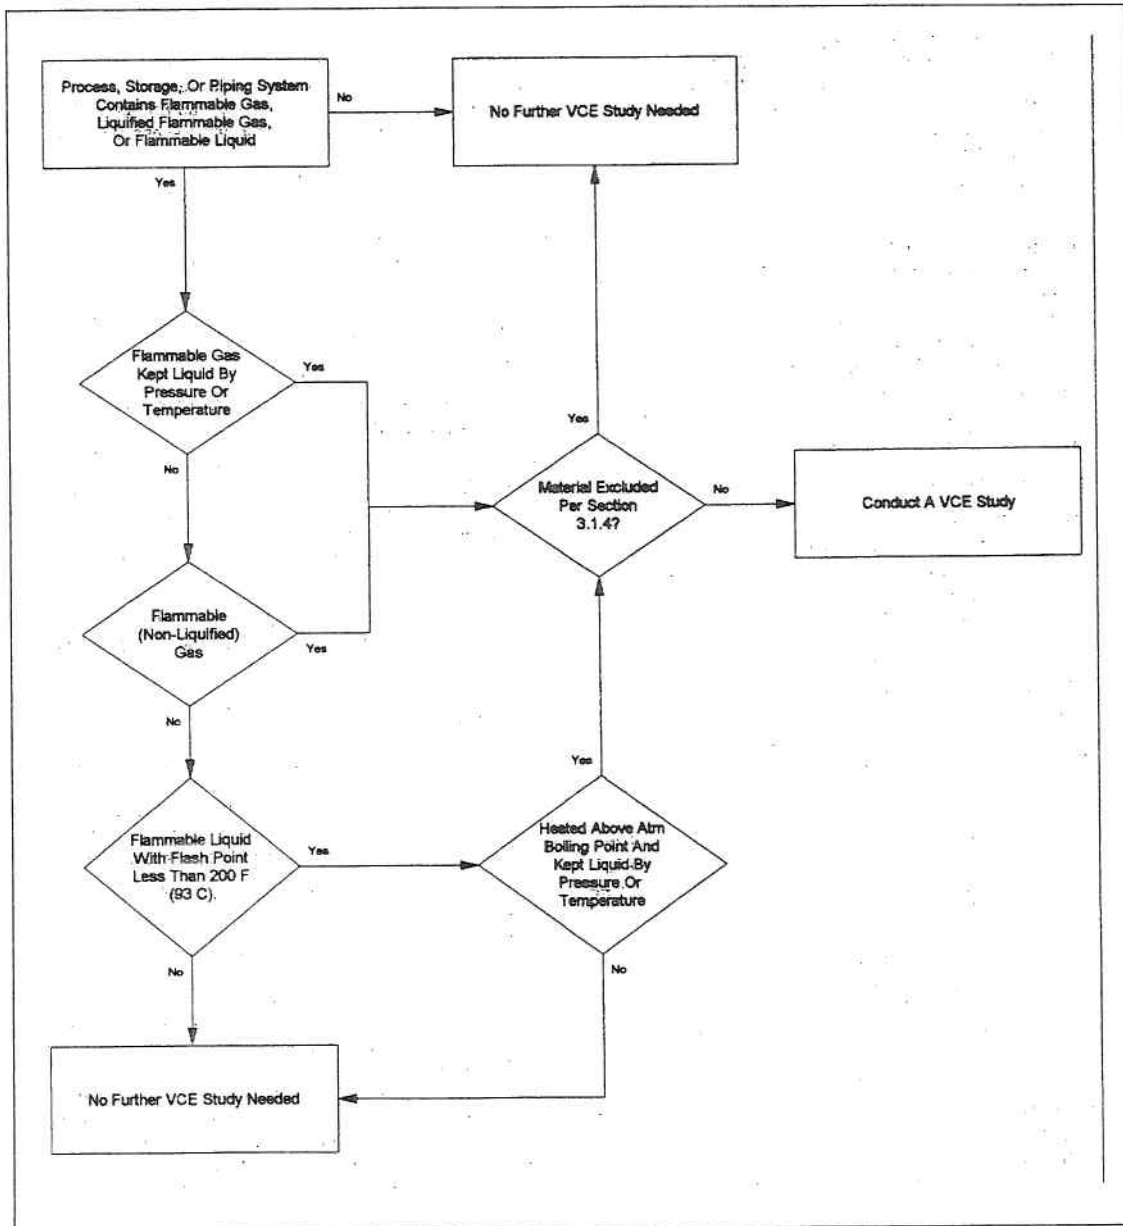 Process, Storage, Or Piping System
Contains Flammable Gas,
Liquified Flammable Gas,
Or Flammable Liquid
No
No Further VCE Study Needed
Yes
Flammable Gas
Kept Liquid By
Pressure Or
Temperature
Yes
No
Yes
Material Excluded
Per Section
3.1.4?
No
Conduct A VCE Study
Flammable
(Non-Liquified)
Gas
Yes
No
Yes
Flammable Liquid
With Flash Point
Less Than 200 F
(93 C).
Yes
Heated Above Atm
Boiling Point And
Kept Liquid By
Pressure Or
Temperature
No
No
No Further VCE Study Needed